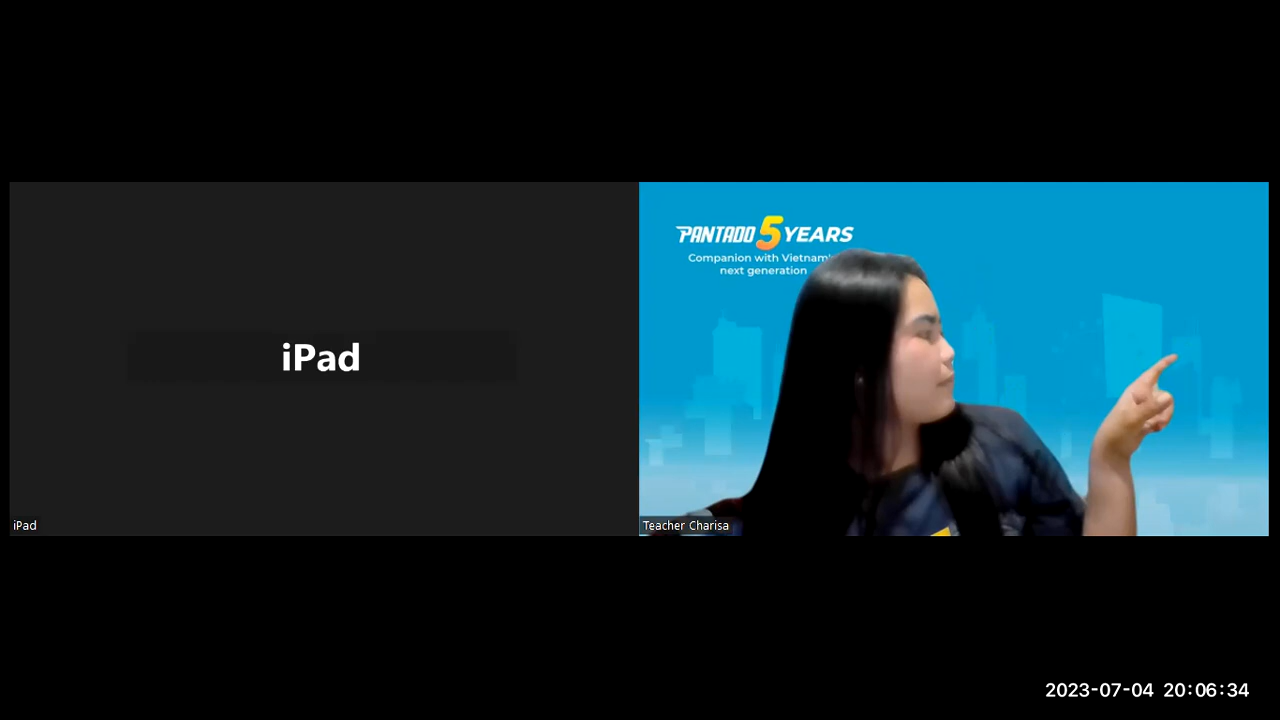 iPad
iPad
PANTADO 5 YEARS
Companion with Vietnam's
next generation
Teacher Charisa
2023-07-04 20:06:34